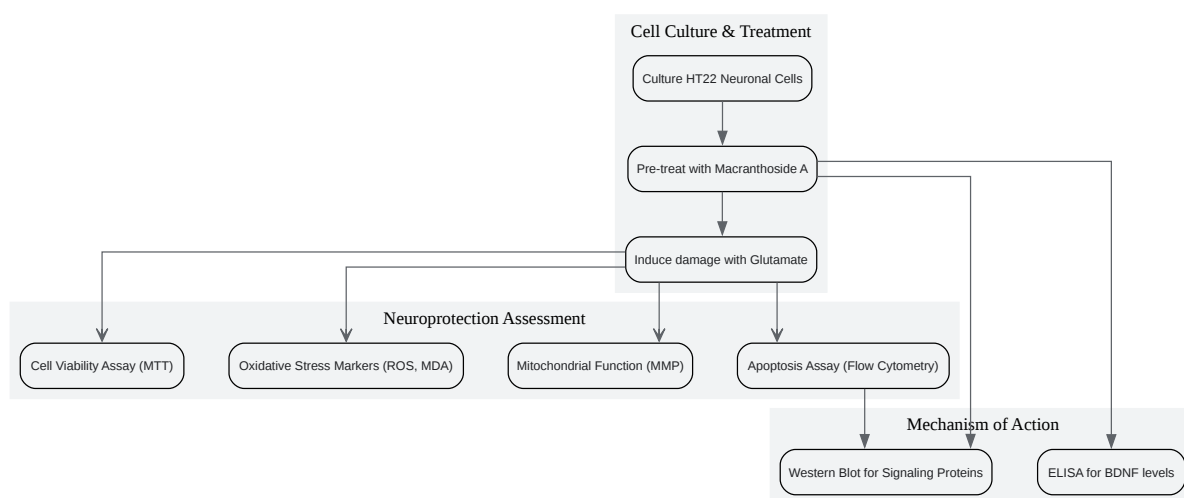 Cell Culture & Treatment
Culture HT22 Neuronal Cells
Pre-treat with Macranthoside A
Induce damage with Glutamate
Neuroprotection Assessment
Cell Viability Assay (MTT)
Oxidative Stress Markers (ROS, MDA)
Mitochondrial Function (MMP)
Apoptosis Assay (Flow Cytometry)
Mechanism of Action
Western Blot for Signaling Proteins
ELISA for BDNF levels